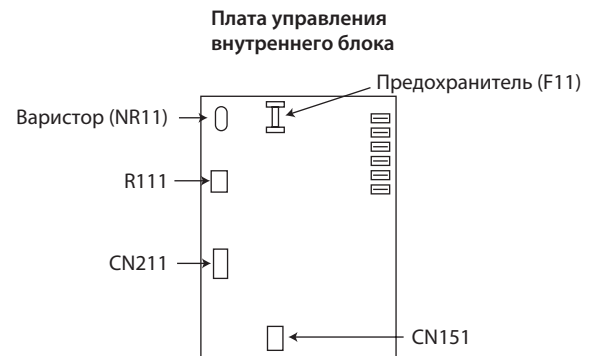 Плата управления
внутреннего блока
Предохранитель (F11)
Варистор (NR11)
R111
CN211
CN151